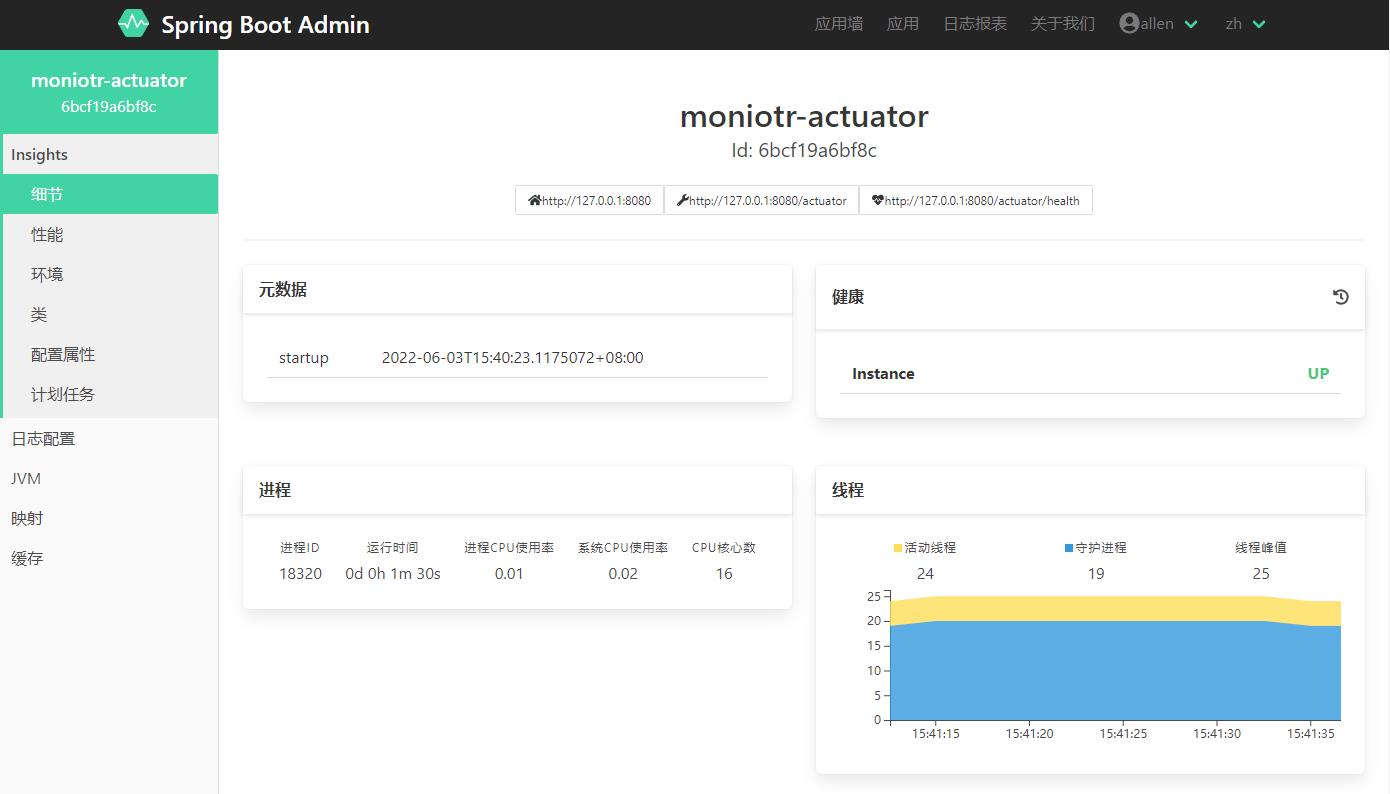 Spring Boot Admin
应用墙 应用 日志报表 关于我们 allen zh
moniotr-actuator
6bcf19a6bf8c
Insights
细节
性能
环境
类
配置属性
计划任务
日志配置
JVM
映射
缓存
moniotr-actuator
Id: 6bcf19a6bf8c
http://127.0.0.1:8080 http://127.0.0.1:8080/actuator http://127.0.0.1:8080/actuator/health
元数据
startup 2022-06-03T15:40:23.1175072+08:00
健康
Instance UP
进程
进程ID 运行时间 进程CPU使用率 系统CPU使用率 CPU核心数
18320 0d 0h 1m 30s 0.01 0.02 16
线程
活动线程 守护进程 线程峰值
24 19 25
25
20
15
10
5
0
15:41:15 15:41:20 15:41:25 15:41:30 15:41:35